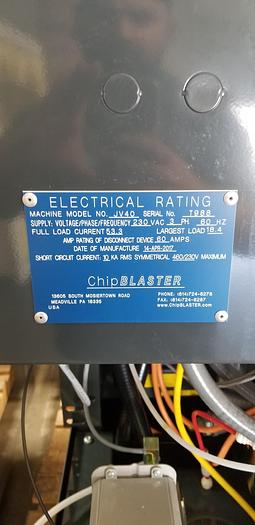 ELECTRICAL RATING
MACHINE MODEL NO. JV40 SERIAL No. T988
SUPPLY: VOLTAGE/PHASE/FREQUENCY 230 VAC 3 PH 60 HZ
FULL LOAD CURRENT 53.3 LARGEST LOAD 18.4
AMP RATING OF DISCONNECT DEVICE 60 AMPS
DATE OF MANUFACTURE 14-APR-2017
SHORT CIRCUIT CURRENT: 10 KA RMS SYMMETRICAL 460/230V MAXIMUM
ChipBLASTER
13605 SOUTH MOSIERTOWN ROAD PHONE: (814)724-6278
MEADVILLE PA 16335 FAX: (814)724-6287
USA www.ChipBLASTER.com